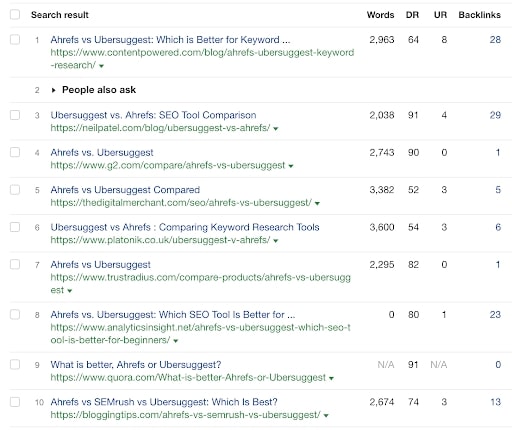 Search result Words DR UR Backlinks
1 Ahrefs vs Ubersuggest: Which is Better for Keyword ... 2,963 64 8 28
https://www.contentpowered.com/blog/ahrefs-ubersuggest-keyword
-research/
2 People also ask
3 Ubersuggest vs. Ahrefs: SEO Tool Comparison 2,038 91 4 29
https://neilpatel.com/blog/ubersuggest-vs-ahrefs/
4 Ahrefs vs. Ubersuggest 2,743 90 0 1
https://www.g2.com/compare/ahrefs-vs-ubersuggest
5 Ahrefs vs Ubersuggest Compared 3,382 52 3 5
https://thedigitalmerchant.com/seo/ahrefs-vs-ubersuggest/
6 Ubersuggest vs Ahrefs : Comparing Keyword Research Tools 3,600 54 3 6
https://www.platonik.co.uk/ubersuggest-v-ahrefs/
7 Ahrefs vs Ubersuggest 2,295 82 0 1
https://www.trustradius.com/compare-products/ahrefs-vs-ubersugg
est
8 Ahrefs vs. Ubersuggest: Which SEO Tool Is Better for ... 0 80 1 23
https://www.analyticsinsight.net/ahrefs-vs-ubersuggest-which-seo-t
ool-is-better-for-beginners/
9 What is better, Ahrefs or Ubersuggest? N/A 91 N/A 0
https://www.quora.com/What-is-better-Ahrefs-or-Ubersuggest
10 Ahrefs vs SEMrush vs Ubersuggest: Which Is Best? 2,674 74 3 13
https://bloggingtips.com/ahrefs-vs-semrush-vs-ubersuggest/